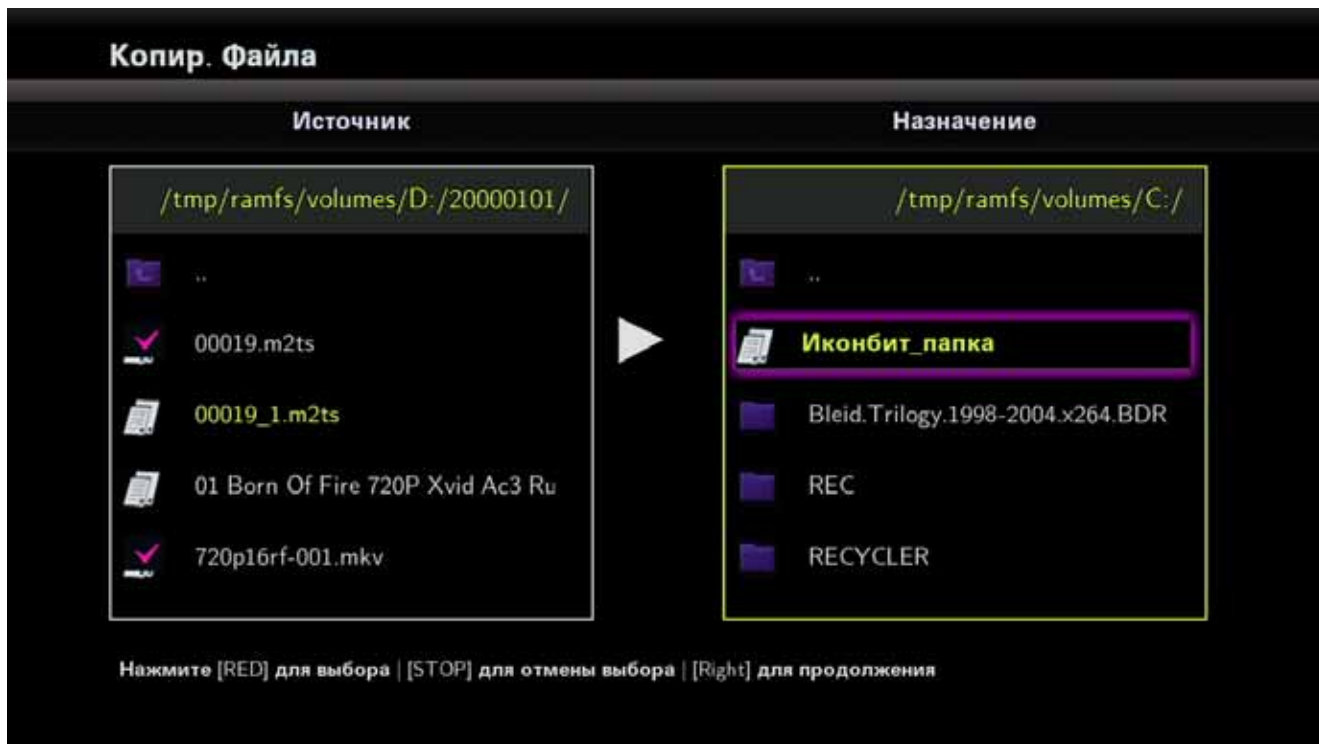 Копир. Файла
Источник
Назначение
/tmp/ramfs/volumes/D:/20000101/
..
00019.m2ts
00019_1.m2ts
01 Born Of Fire 720P Xvid Ac3 Ru
720p16rf-001.mkv
/tmp/ramfs/volumes/C:/
..
Иконбит_папка
Bleid.Trilogy.1998-2004.x264.BDR
REC
RECYCLER
Нажмите [RED] для выбора | [STOP] для отмены выбора | [Right] для продолжения